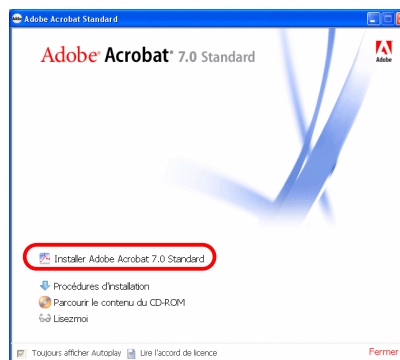 Adobe Acrobat Standard
Adobe® Acrobat® 7.0 Standard
Adobe
Installer Adobe Acrobat 7.0 Standard
Procédures d'installation
Parcourir le contenu du CD-ROM
Lisezmoi
Toujours afficher Autoplay Lire l'accord de licence Fermer